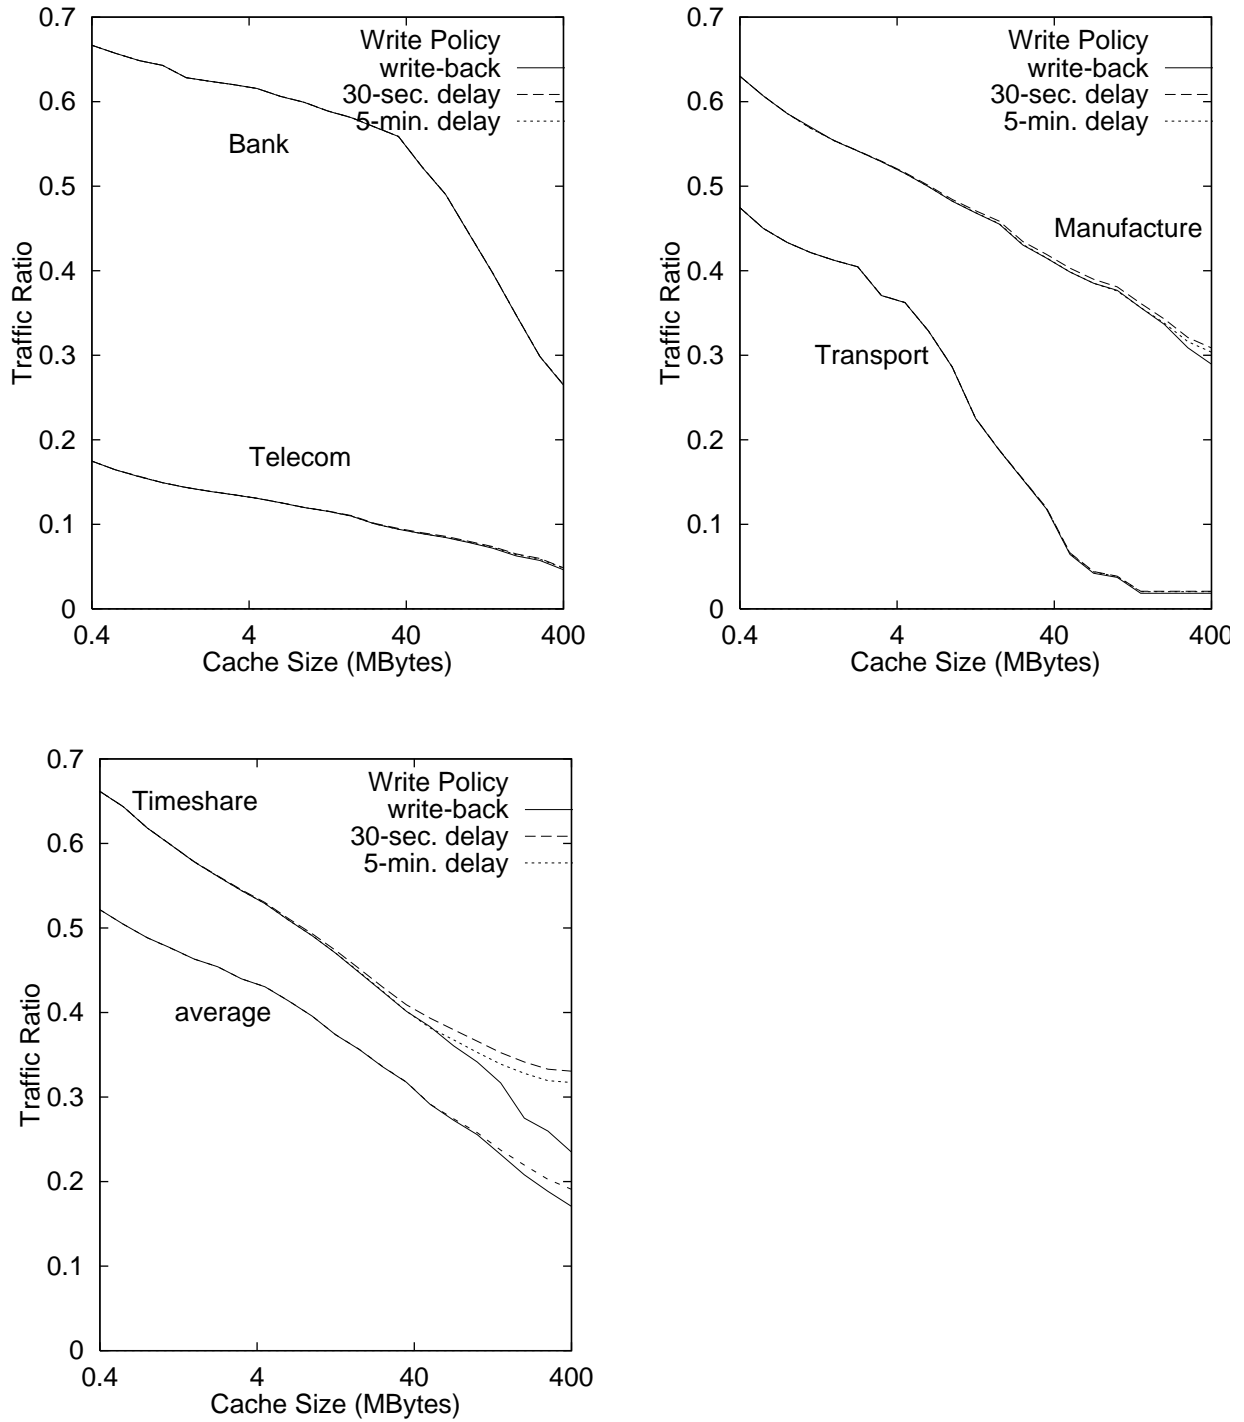 0.7
0.6
0.5
0.4
0.3
0.2
0.1
0
Traffic Ratio
Write Policy
write-back
30-sec. delay
5-min. delay
Bank
Telecom
0.4 4 40 400
Cache Size (MBytes)
0.7
0.6
0.5
0.4
0.3
0.2
0.1
0
Traffic Ratio
Write Policy
write-back
30-sec. delay
5-min. delay
Manufacture
Transport
0.4 4 40 400
Cache Size (MBytes)
0.7
0.6
0.5
0.4
0.3
0.2
0.1
0
Traffic Ratio
Write Policy
write-back
30-sec. delay
5-min. delay
Timeshare
average
0.4 4 40 400
Cache Size (MBytes)